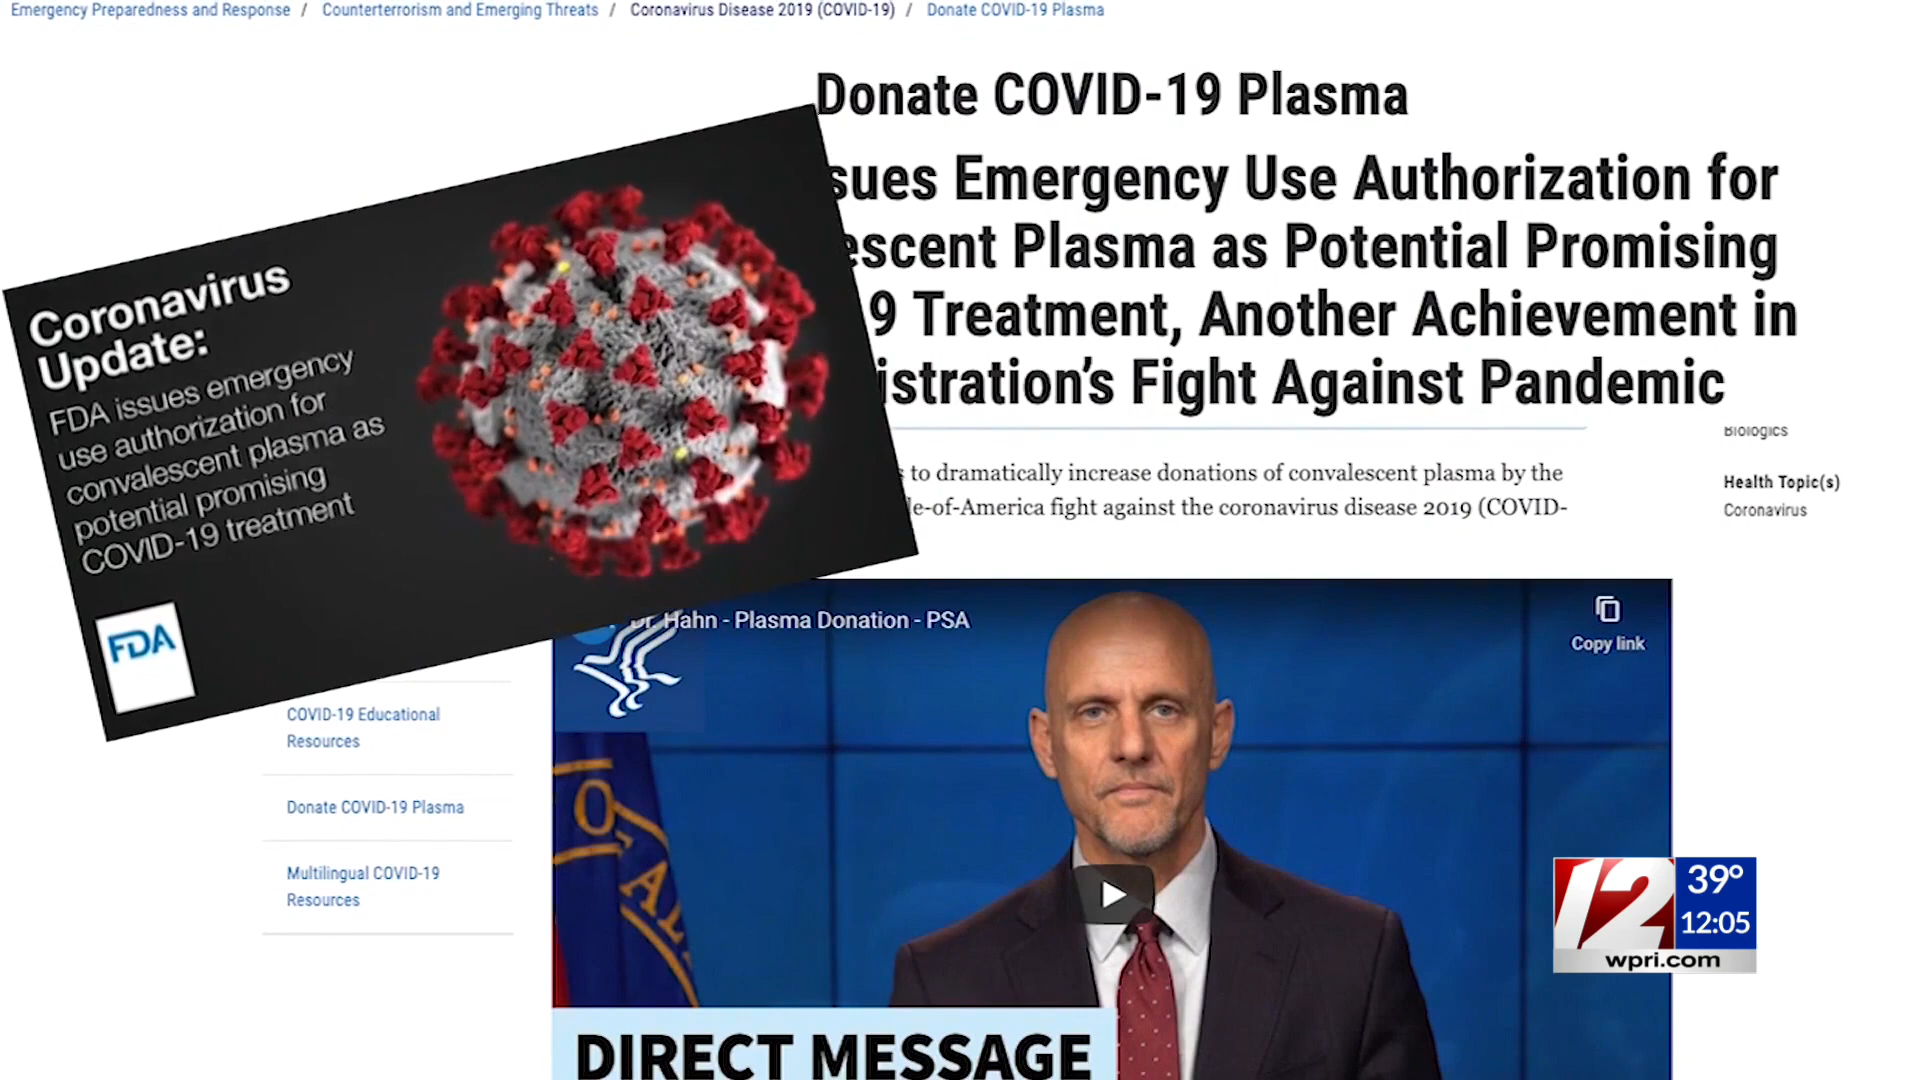 Emergency Preparedness and Response / Counterterrorism and Emerging Threats / Coronavirus Disease 2019 (COVID-19) / Donate COVID-19 Plasma
Donate COVID-19 Plasma
sues Emergency Use Authorization for
escent Plasma as Potential Promising
9 Treatment, Another Achievement in
istration's Fight Against Pandemic
Coronavirus
Update:
FDA issues emergency
use authorization for
convalescent plasma as
potential promising
COVID-19 treatment
FDA
Biologics
Health Topic(s)
Coronavirus
to dramatically increase donations of convalescent plasma by the
le-of-America fight against the coronavirus disease 2019 (COVID-
Dr. Hahn - Plasma Donation - PSA
Copy link
COVID-19 Educational
Resources
Donate COVID-19 Plasma
Multilingual COVID-19
Resources
DIRECT MESSAGE
12
39°
12:05
wpri.com